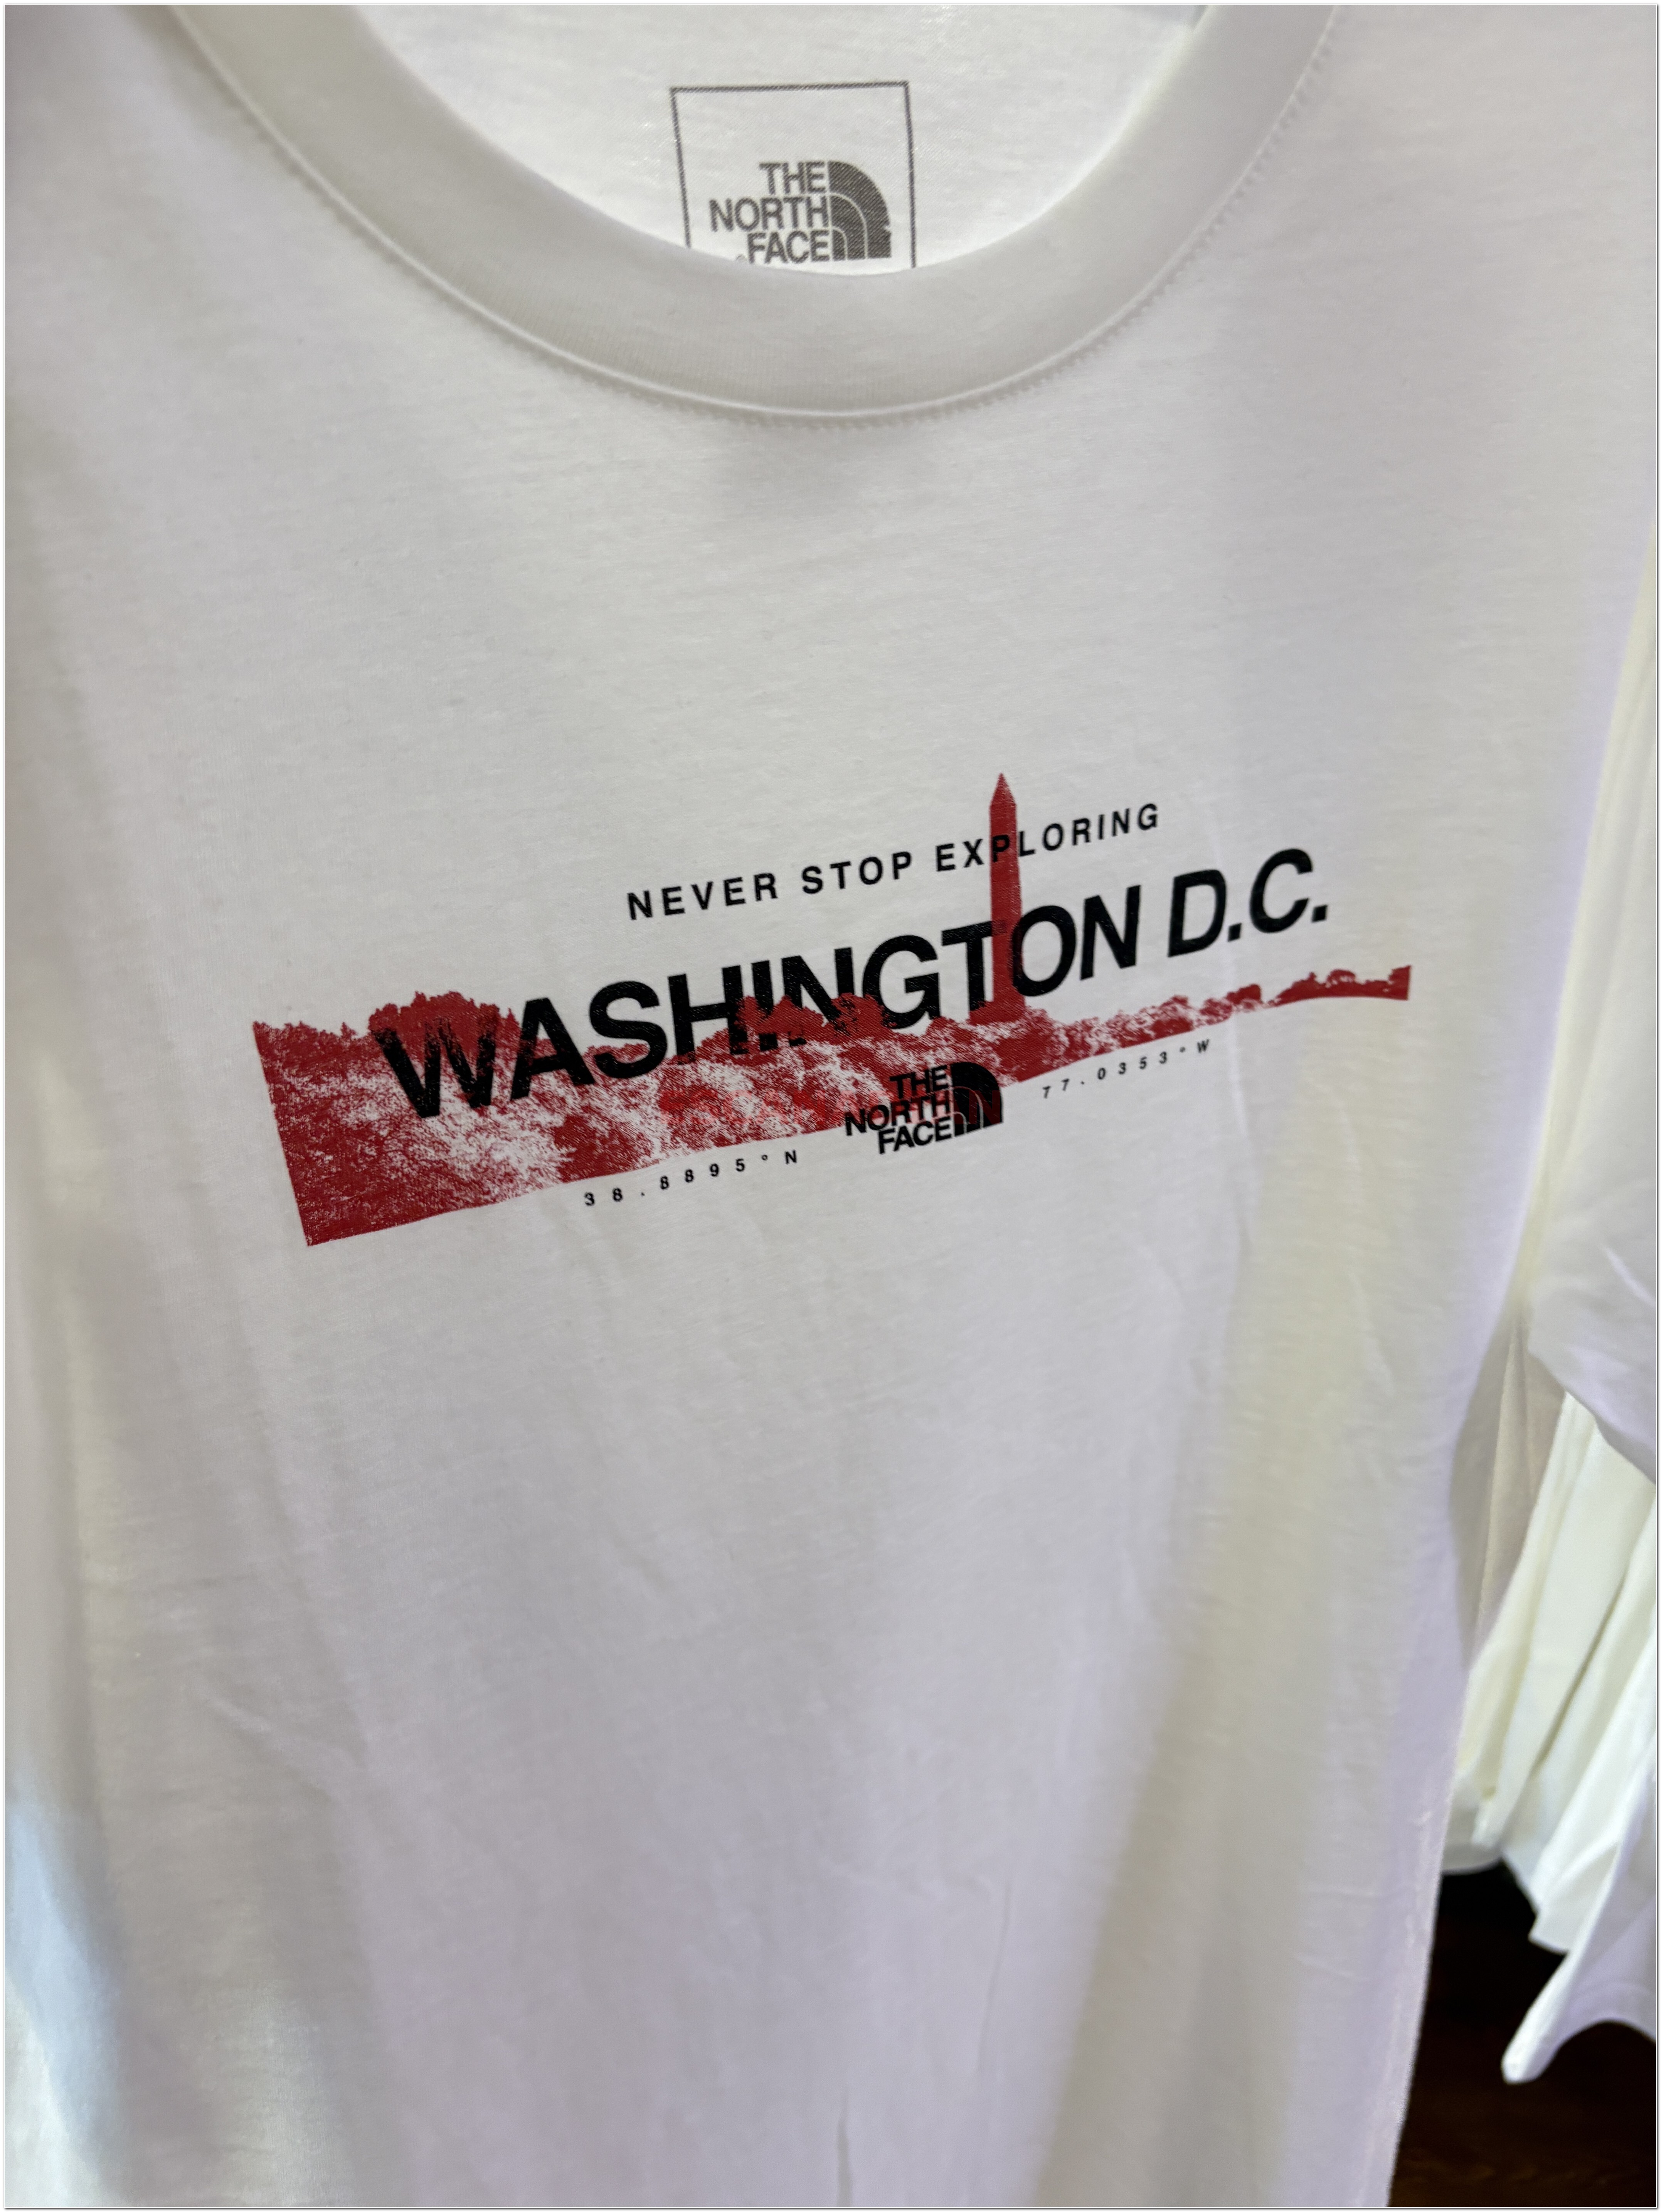 THE
NORTH
FACE
NEVER STOP EXPLORING
WASHINGTON D.C.
THE
NORTH
FACE
38.8895°N 77.0353°W